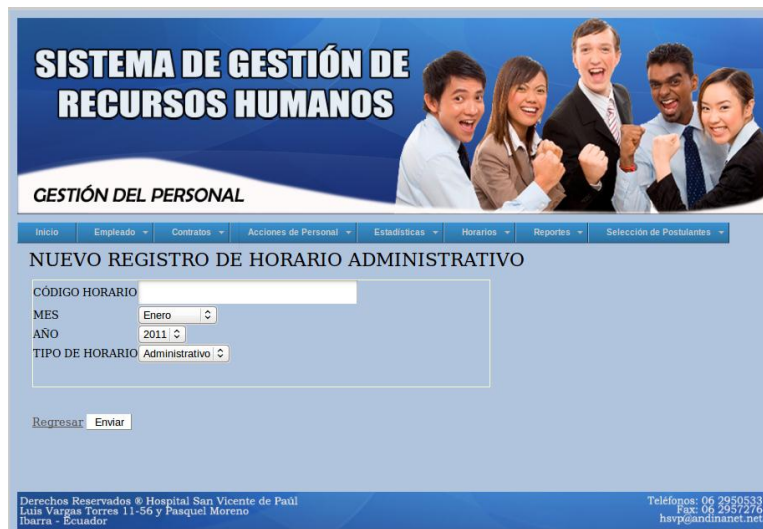 SISTEMA DE GESTIÓN DE
RECURSOS HUMANOS
GESTIÓN DEL PERSONAL
Inicio Empleado Contratos Acciones de Personal Estadísticas Horarios Reportes Selección de Postulantes
NUEVO REGISTRO DE HORARIO ADMINISTRATIVO
CÓDIGO HORARIO
MES Enero
AÑO 2011
TIPO DE HORARIO Administrativo
Regresar Enviar
Derechos Reservados ® Hospital San Vicente de Paúl
Luis Vargas Torres 11-56 y Pasquel Moreno
Ibarra - Ecuador
Teléfonos: 06 2950533
Fax: 06 2957276
hsvp@andinanet.net